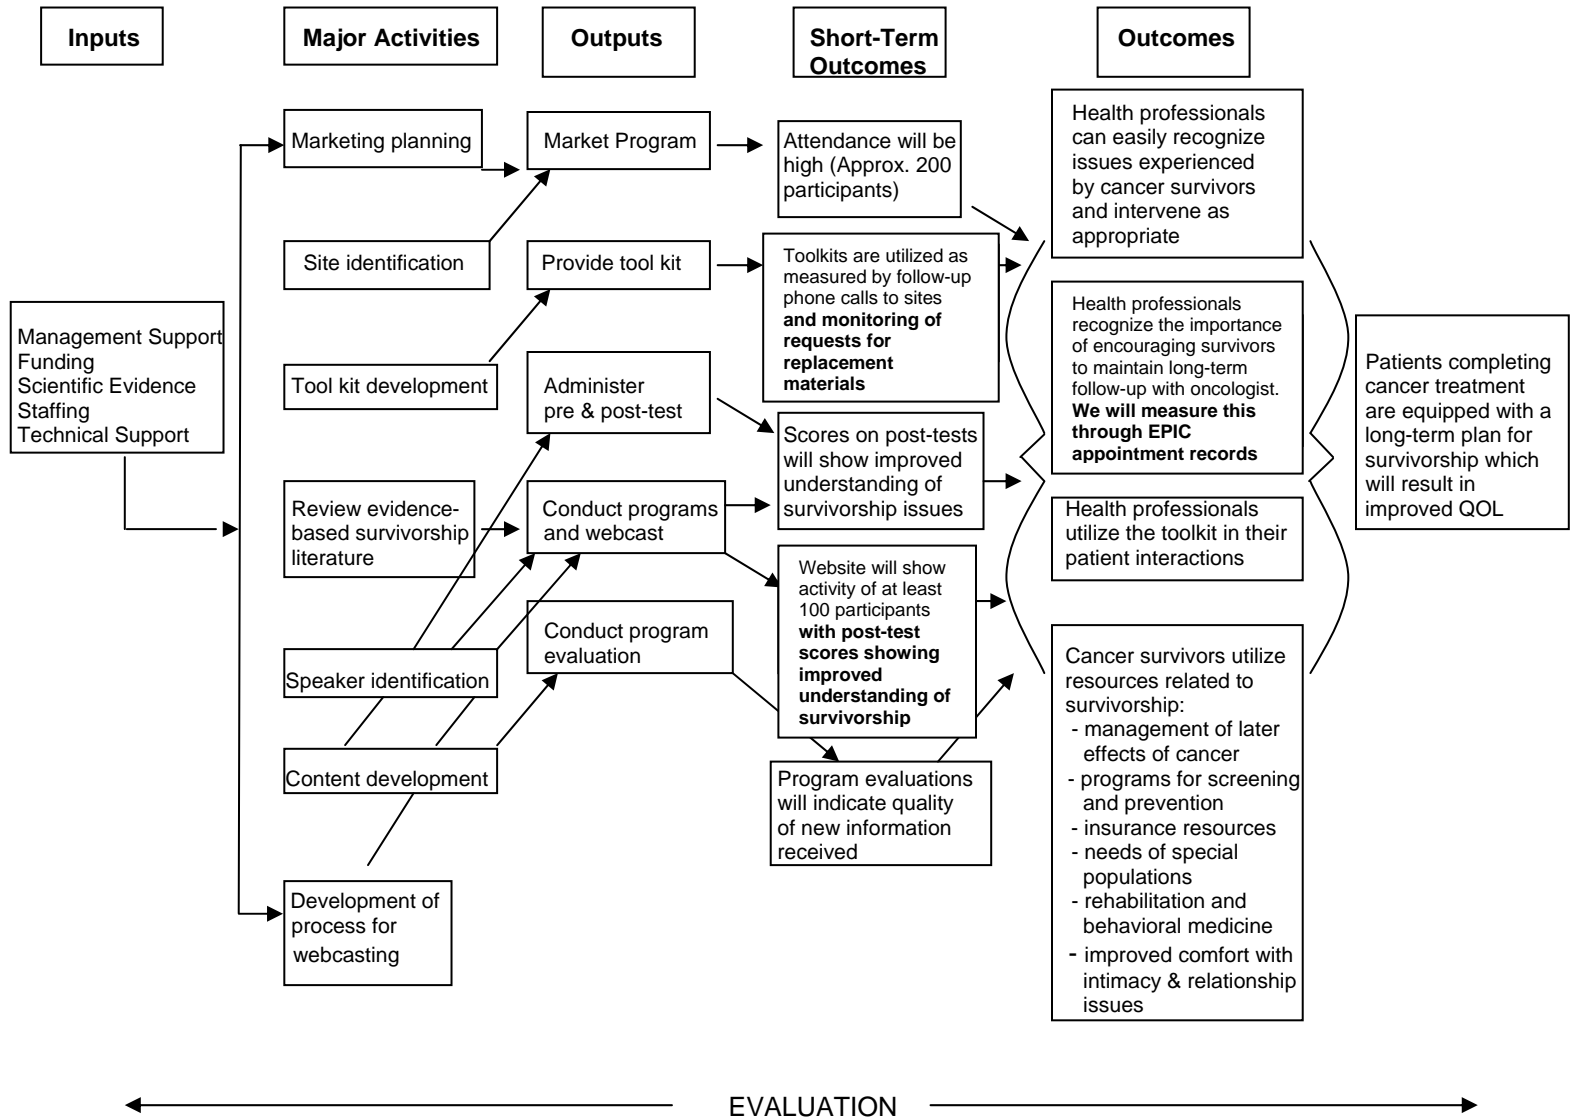 Inputs
Major Activities
Outputs
Short-Term
Outcomes
Outcomes
Management Support
Funding
Scientific Evidence
Staffing
Technical Support
Marketing planning
Site identification
Tool kit development
Review evidence-
based survivorship
literature
Speaker identification
Content development
Development of
process for
webcasting
Market Program
Provide tool kit
Administer
pre & post-test
Conduct programs
and webcast
Conduct program
evaluation
Attendance will be
high (Approx. 200
participants)
Toolkits are utilized as
measured by follow-up
phone calls to sites
and monitoring of
requests for
replacement
materials
Scores on post-tests
will show improved
understanding of
survivorship issues
Website will show
activity of at least
100 participants
with post-test
scores showing
improved
understanding of
survivorship
Program evaluations
will indicate quality
of new information
received
Health professionals
can easily recognize
issues experienced
by cancer survivors
and intervene as
appropriate
Health professionals
recognize the importance
of encouraging survivors
to maintain long-term
follow-up with oncologist.
We will measure this
through EPIC
appointment records
Health professionals
utilize the toolkit in their
patient interactions
Cancer survivors utilize
resources related to
survivorship:
- management of later
effects of cancer
- programs for screening
and prevention
- insurance resources
- needs of special
populations
- rehabilitation and
behavioral medicine
- improved comfort with
intimacy & relationship
issues
Patients completing
cancer treatment
are equipped with a
long-term plan for
survivorship which
will result in
improved QOL
EVALUATION